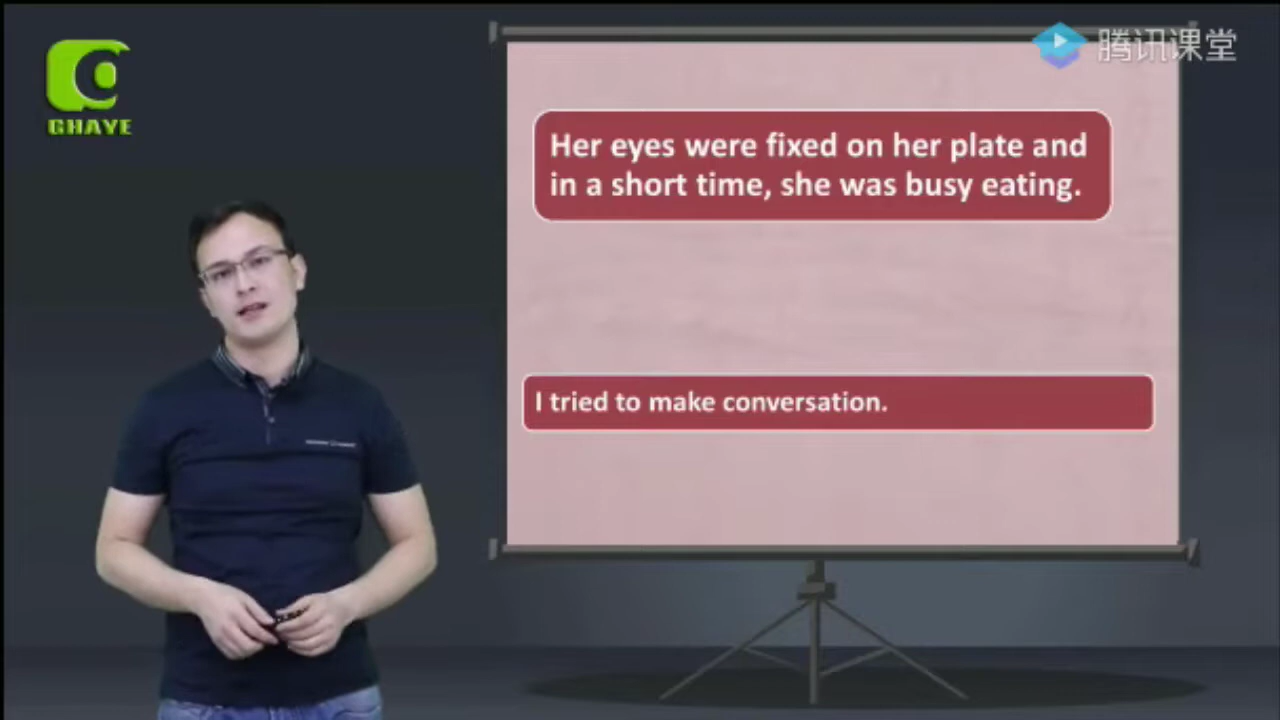 GHAYE
腾讯课堂
Her eyes were fixed on her plate and
in a short time, she was busy eating.
I tried to make conversation.